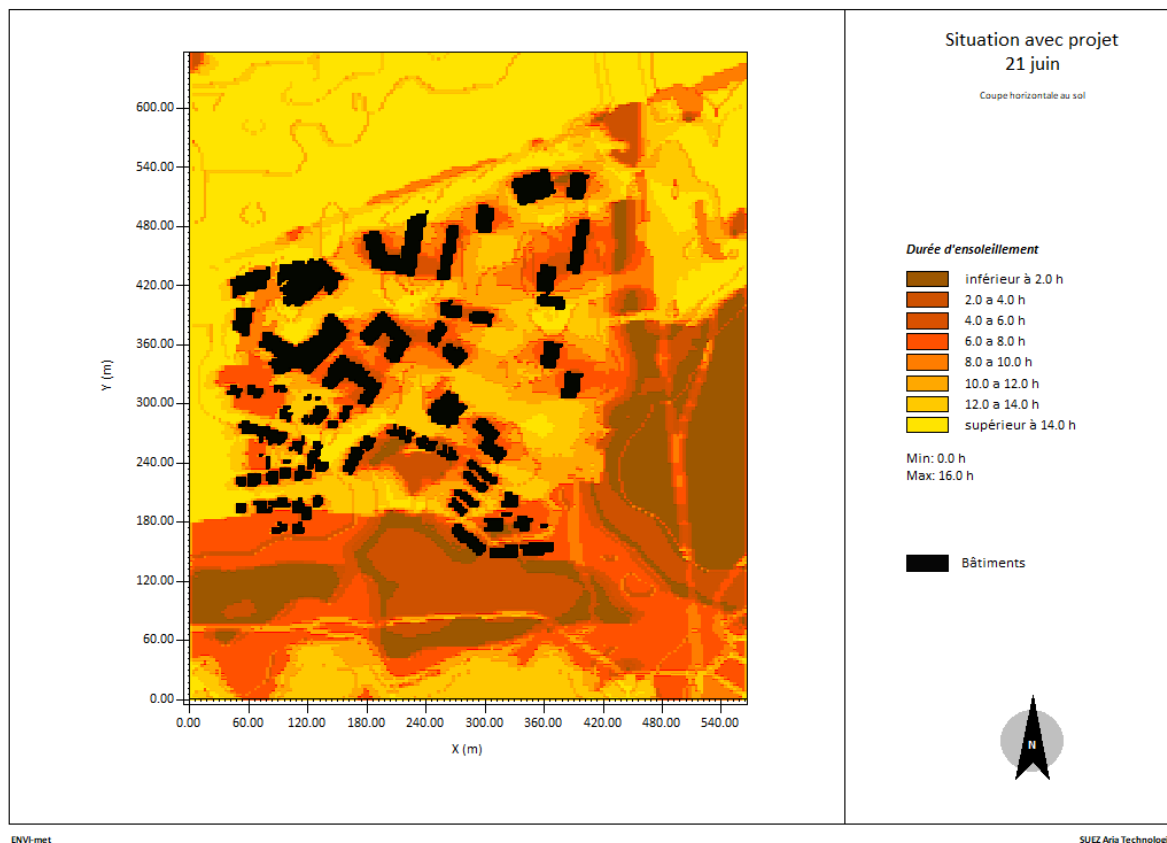 Situation avec projet
21 juin
Coupe horizontale au sol
600.00
540.00
480.00
420.00
360.00
300.00
240.00
180.00
120.00
60.00
0.00
Y (m)
0.00 60.00 120.00 180.00 240.00 300.00 360.00 420.00 480.00 540.00
X (m)
Durée d'ensoleillement
inférieur à 2.0 h
2.0 a 4.0 h
4.0 a 6.0 h
6.0 a 8.0 h
8.0 a 10.0 h
10.0 a 12.0 h
12.0 a 14.0 h
supérieur à 14.0 h
Min: 0.0 h
Max: 16.0 h
Bâtiments
N
ENVI-met
SUEZ Aria Technologi